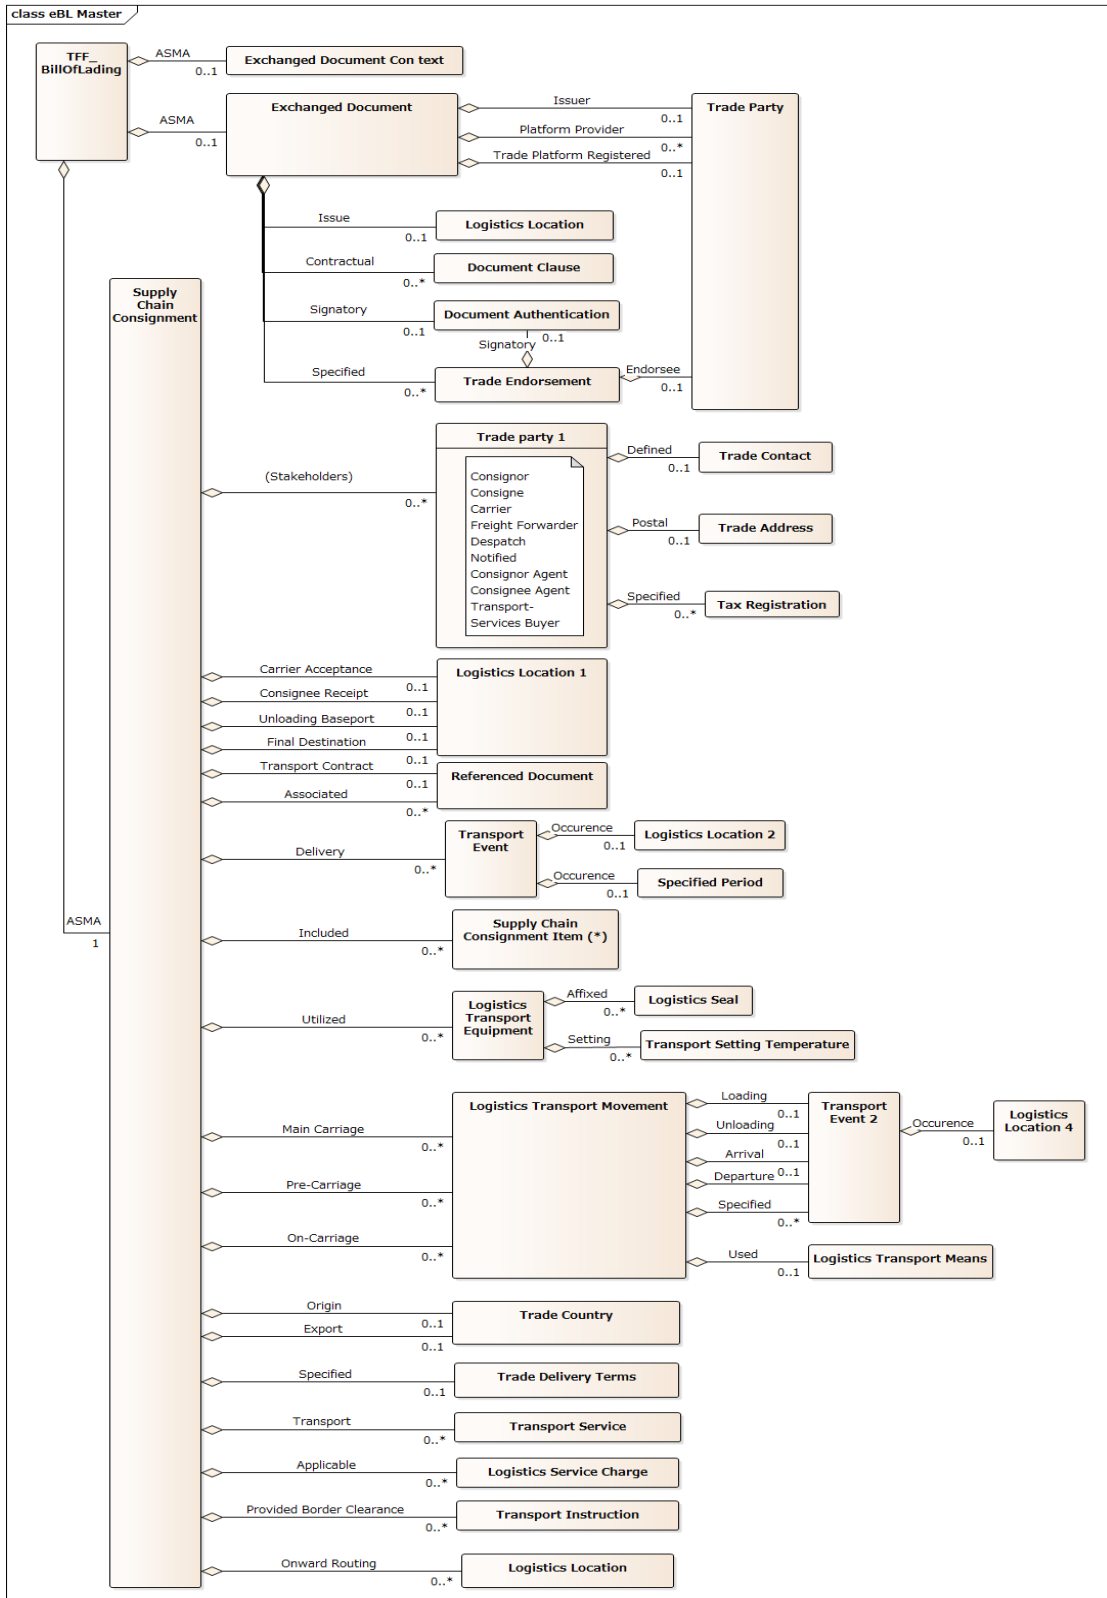 class eBL Master
TFF_
BillOfLading
ASMA
0..1
Exchanged Document Con text
ASMA
0..1
Exchanged Document
Issuer
0..1
Platform Provider
0..*
Trade Platform Registered
0..1
Trade Party
Issue
0..1
Logistics Location
Contractual
0..*
Document Clause
Signatory
0..1
Document Authentication
0..1
Signatory
Specified
0..*
Trade Endorsement
Endorsee
0..1
Supply
Chain
Consignment
ASMA
1
(Stakeholders)
0..*
Trade party 1
Consignor
Consigne
Carrier
Freight Forwarder
Despatch
Notified
Consignor Agent
Consignee Agent
Transport-
Services Buyer
Defined
0..1
Trade Contact
Postal
0..1
Trade Address
Specified
0..*
Tax Registration
Carrier Acceptance
0..1
Consignee Receipt
0..1
Unloading Baseport
0..1
Final Destination
0..1
Logistics Location 1
Transport Contract
0..1
Associated
0..*
Referenced Document
Delivery
0..*
Transport
Event
Occurence
0..1
Logistics Location 2
Occurence
0..1
Specified Period
Included
0..*
Supply Chain
Consignment Item (*)
Utilized
0..*
Logistics
Transport
Equipment
Affixed
0..*
Logistics Seal
Setting
0..*
Transport Setting Temperature
Main Carriage
0..*
Pre-Carriage
0..*
On-Carriage
0..*
Logistics Transport Movement
Loading
0..1
Unloading
0..1
Arrival
0..1
Departure
Specified
0..*
Transport
Event 2
Occurence
0..1
Logistics
Location 4
Used
0..1
Logistics Transport Means
Origin
0..1
Export
0..1
Trade Country
Specified
0..1
Trade Delivery Terms
Transport
0..*
Transport Service
Applicable
0..*
Logistics Service Charge
Provided Border Clearance
0..*
Transport Instruction
Onward Routing
0..*
Logistics Location